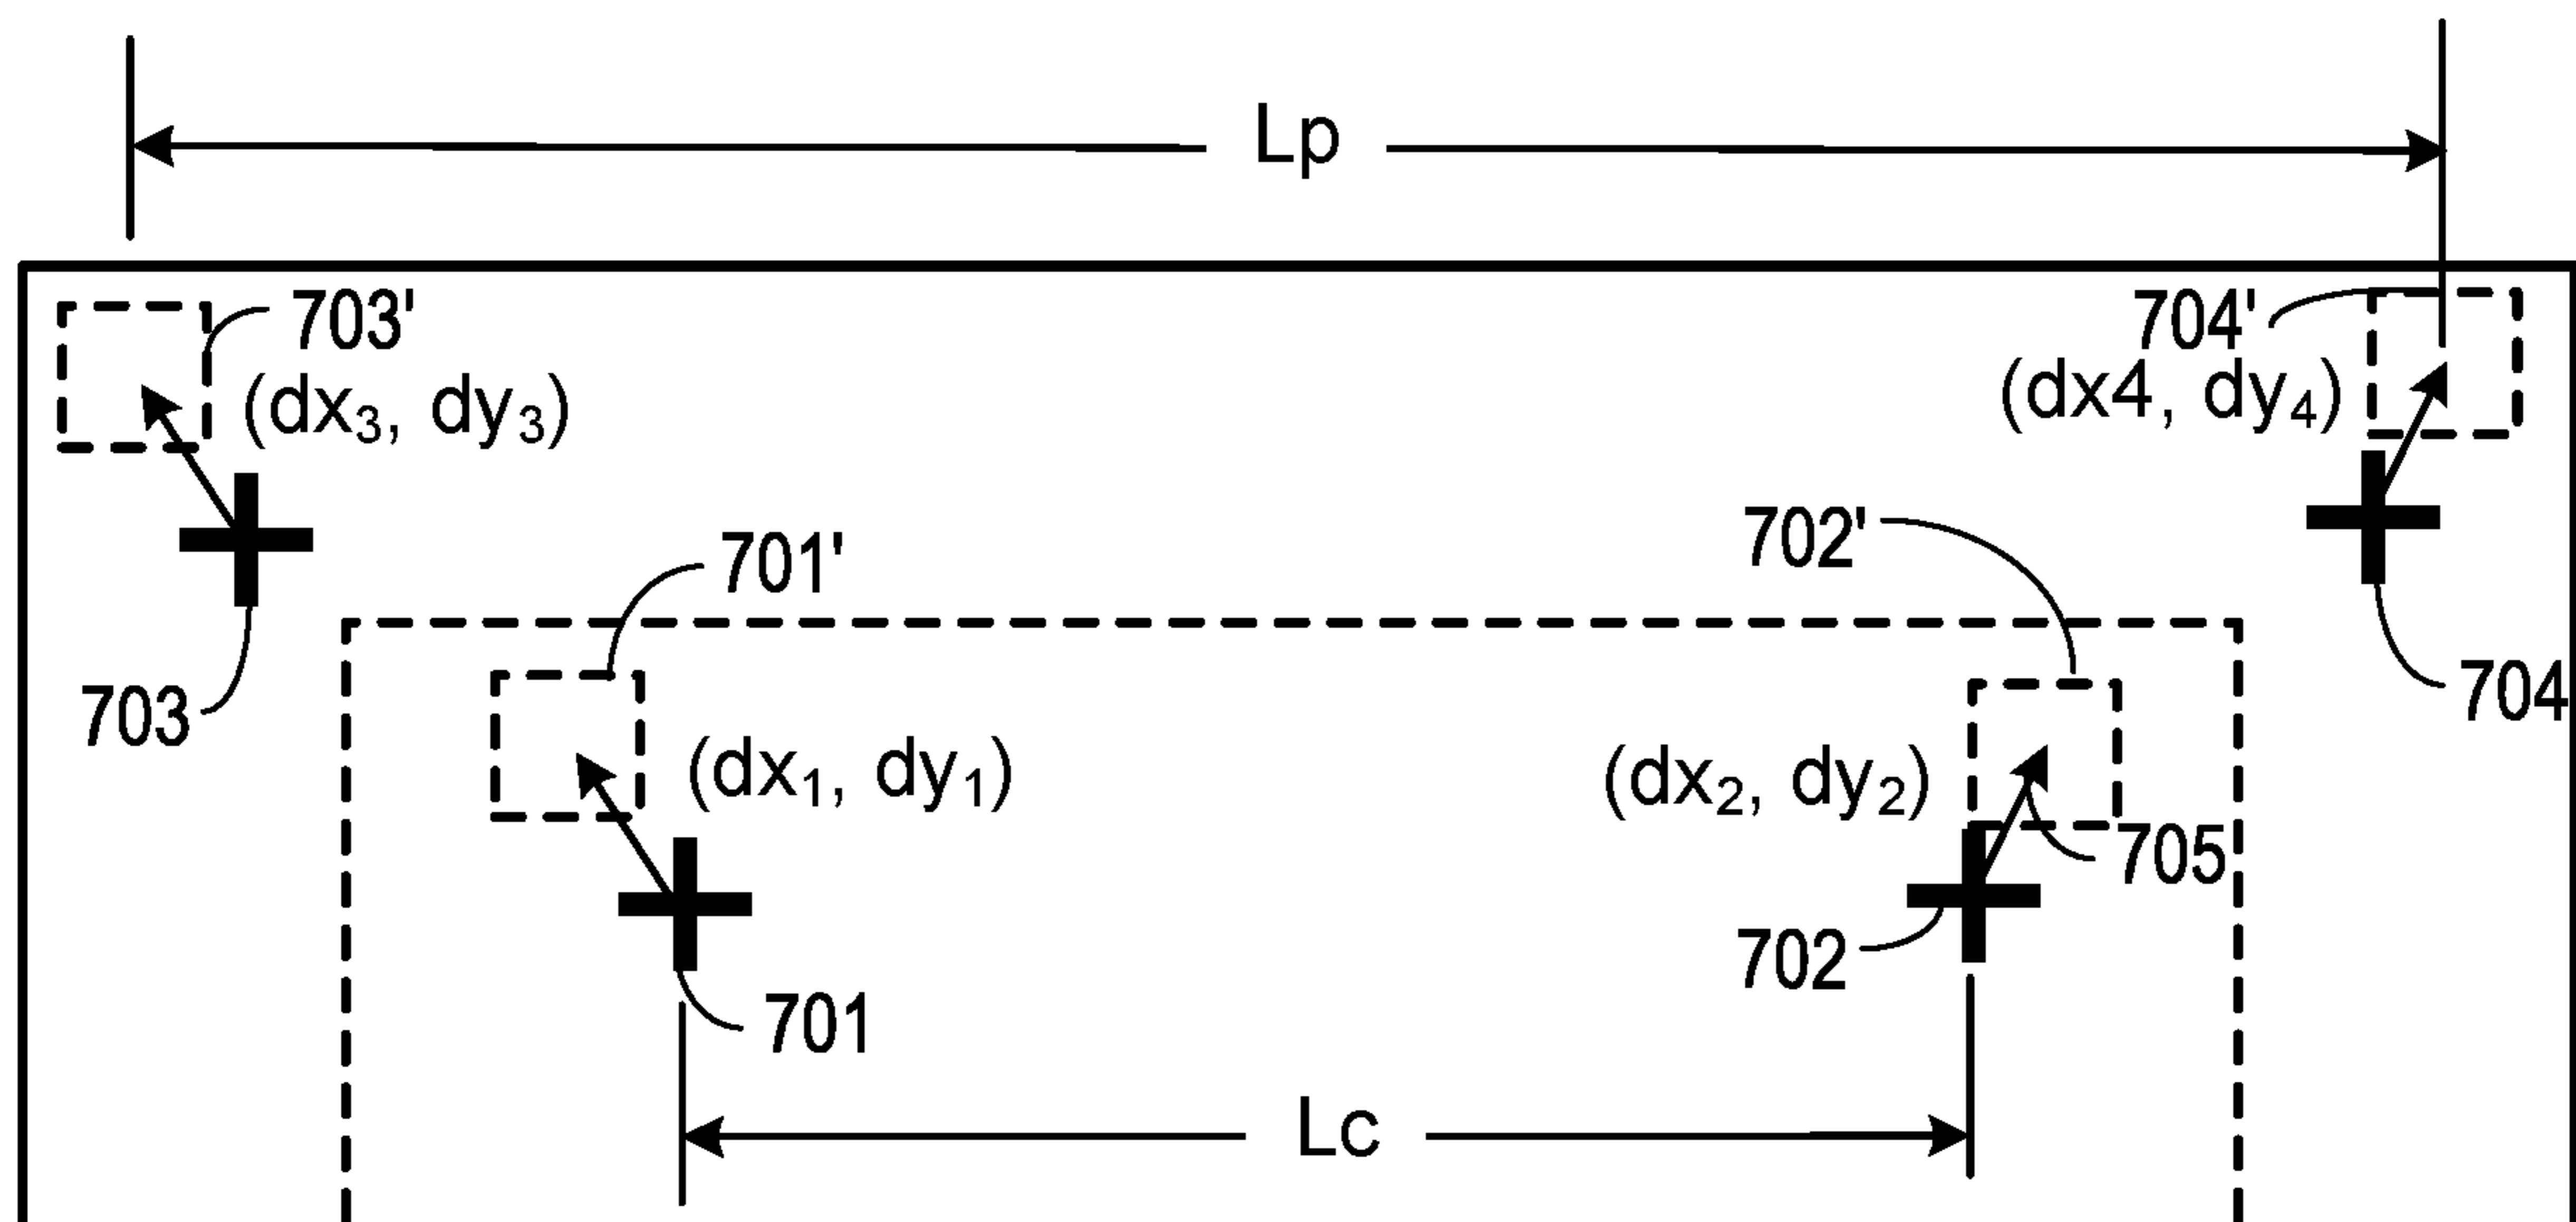 Lp
703'
704'
(dx₃, dy₃)
(dx4, dy₄)
701'
702'
703
704
(dx₁, dy₁)
(dx₂, dy₂)
705
702
701
Lc